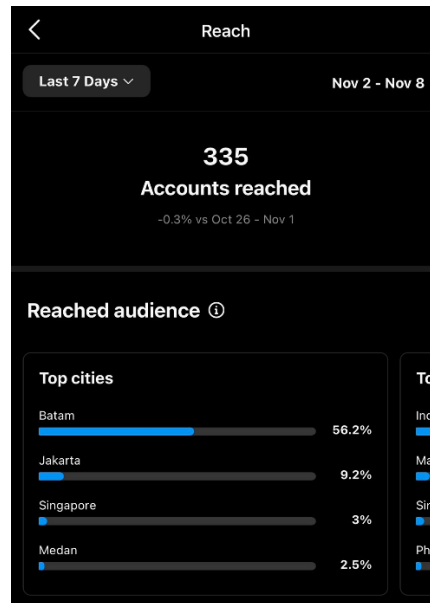 Reach
Last 7 Days
Nov 2 - Nov 8
335
Accounts reached
-0.3% vs Oct 26 - Nov 1
Reached audience
Top cities
Batam
56.2%
Jakarta
9.2%
Singapore
3%
Medan
2.5%